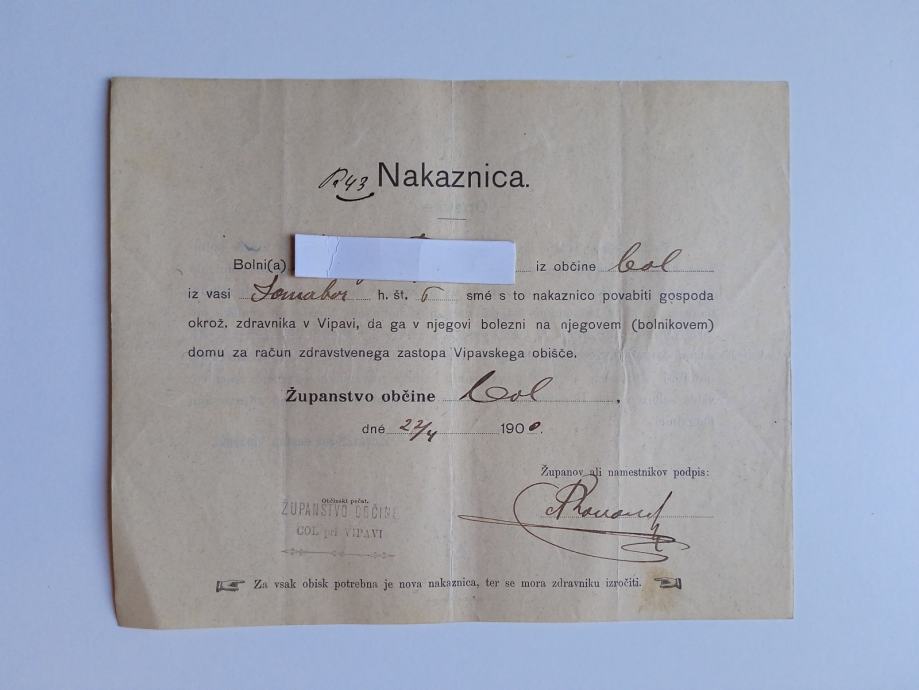 Nakaznica.
Bolni(a) iz občine Col
iz vasi h. št. 6 smé s to nakaznico povabiti gospoda
okrož. zdravnika v Vipavi, da ga v njegovi bolezni na njegovem (bolnikovem)
domu za račun zdravstvenega zastopa Vipavskega obišče.
Županstvo občine Col,
dné 22/4 1900.
Županov ali namestnikov podpis:
Občinski pečat.
ŽUPANSTVO OBČINE
COL pri VIPAVI
Za vsak obisk potrebna je nova nakaznica, ter se mora zdravniku izročiti.